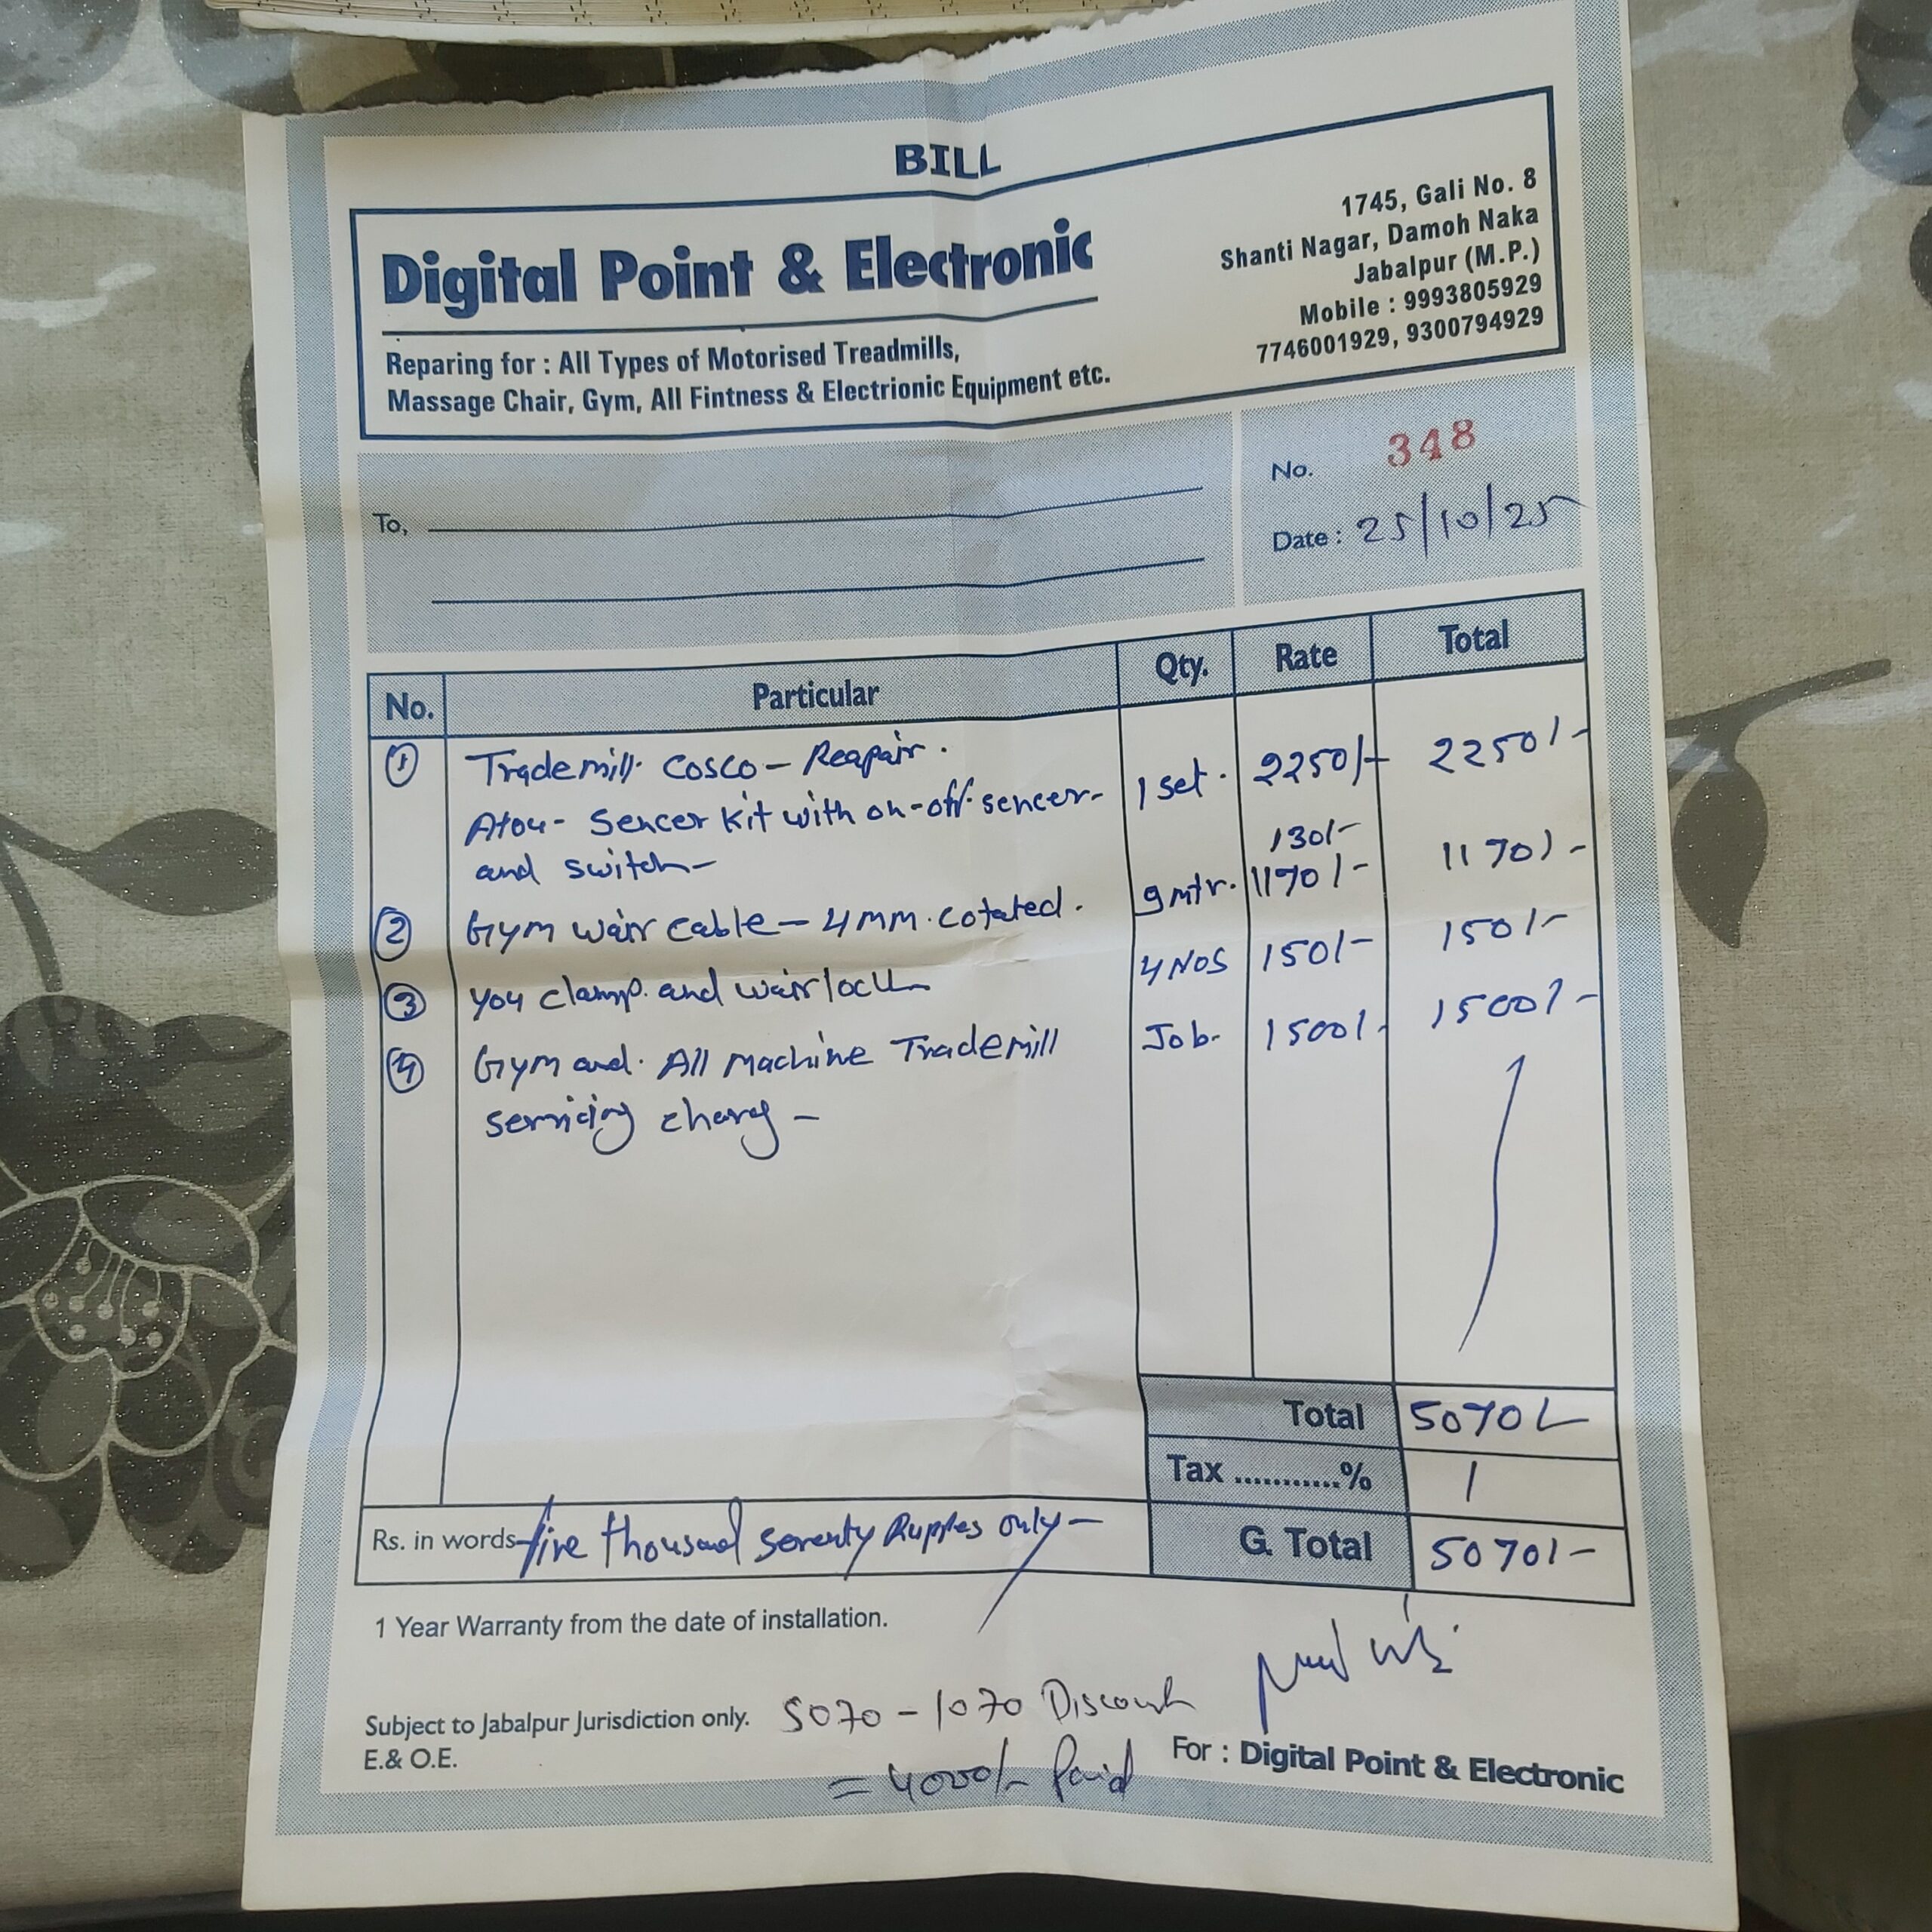 BILL
Digital Point & Electronic
Reparing for : All Types of Motorised Treadmills,
Massage Chair, Gym, All Fintness & Electrionic Equipment etc.
1745, Gali No. 8
Shanti Nagar, Damoh Naka
Jabalpur (M.P.)
Mobile : 9993805929
7746001929, 9300794929
To,
No. 348
Date : 25/10/25
No. Particular Qty. Rate Total
① Trademill Cosco - Reapair.
Atou- Sencer Kit with on-off sencer- 1 set. 2250/- 2250/-
and switch-
130/-
② Gym wair cable - 4 MM. cotated. 9 mtr. 1170/- 1170/-
③ you clamp. and wair lock 4 NOS 150/- 150/-
④ Gym and. All Machine Trademill Job. 1500/- 1500/-
servicing charg -
Total 5070/-
Tax ...........% /
Rs. in words five thousand seventy Rupples only - G. Total 5070/-
1 Year Warranty from the date of installation.
Subject to Jabalpur Jurisdiction only. 5070 - 1070 Discount
E.& O.E.
= 4000/- Paid
For : Digital Point & Electronic